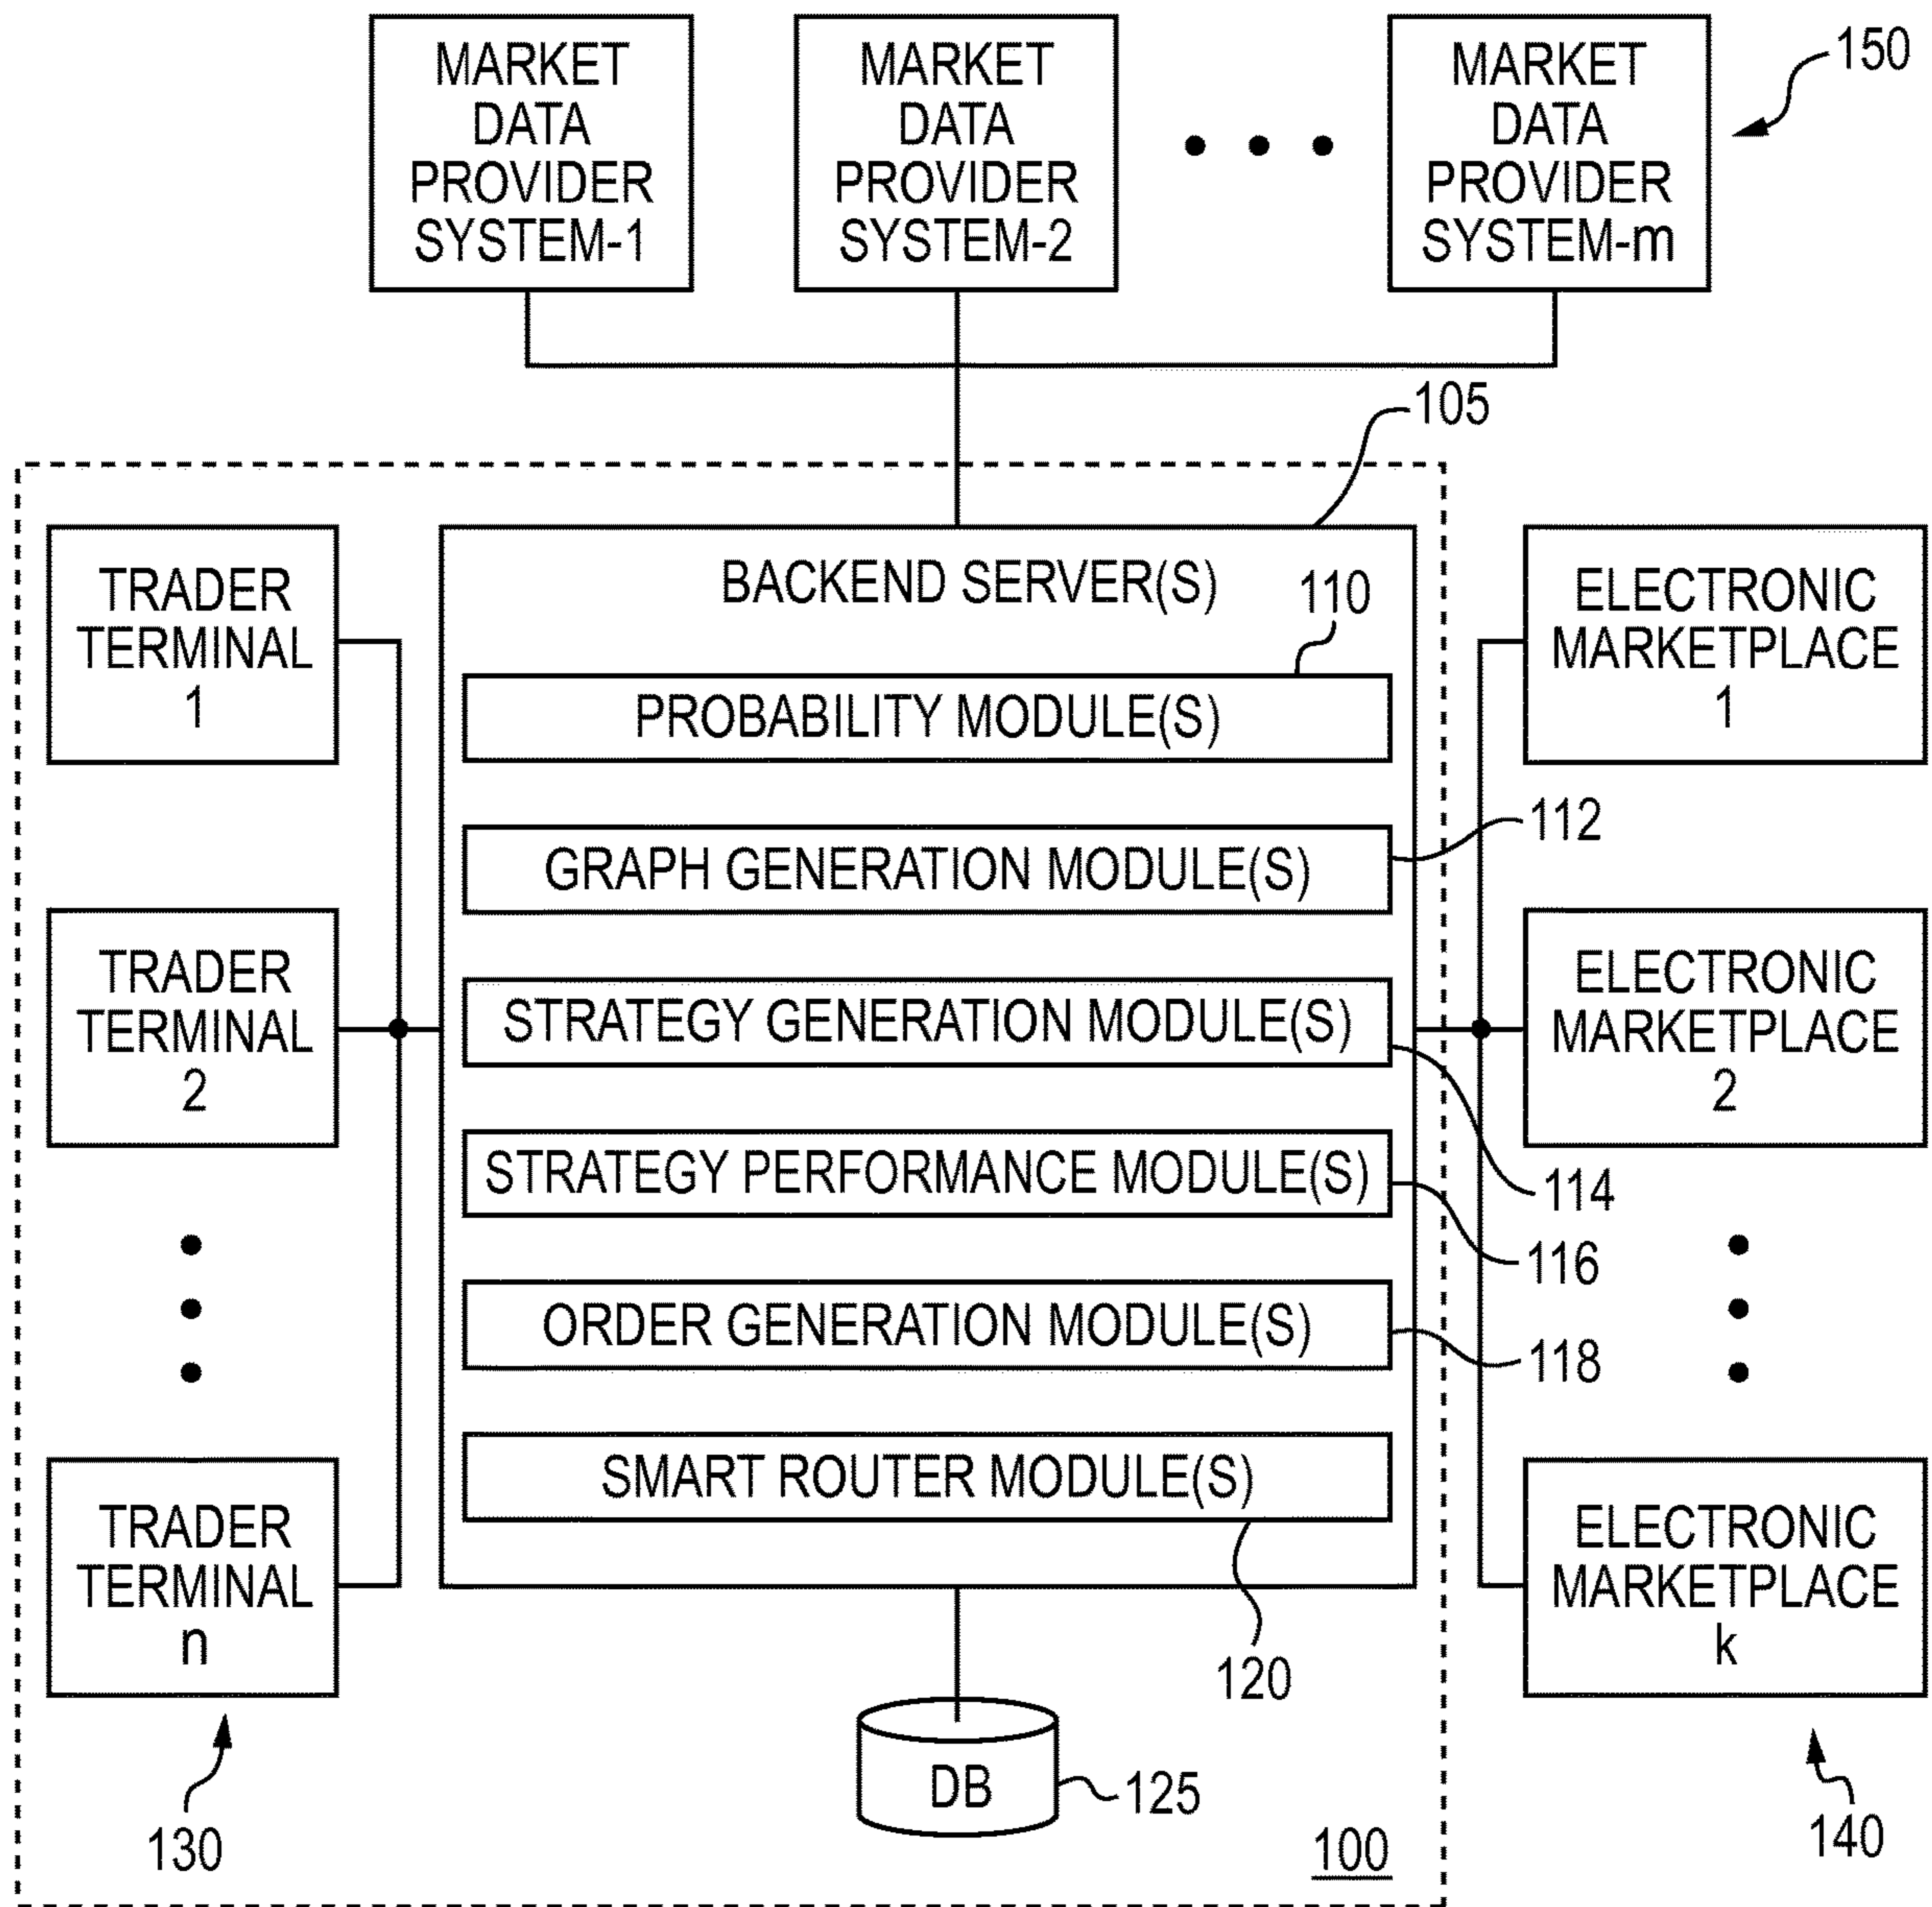 MARKET
DATA
PROVIDER
SYSTEM-1
MARKET
DATA
PROVIDER
SYSTEM-2
MARKET
DATA
PROVIDER
SYSTEM-m
150
105
TRADER
TERMINAL
1
TRADER
TERMINAL
2
TRADER
TERMINAL
n
130
BACKEND SERVER(S)
110
PROBABILITY MODULE(S)
GRAPH GENERATION MODULE(S)
112
STRATEGY GENERATION MODULE(S)
114
STRATEGY PERFORMANCE MODULE(S)
116
ORDER GENERATION MODULE(S)
118
SMART ROUTER MODULE(S)
120
DB
125
100
ELECTRONIC
MARKETPLACE
1
ELECTRONIC
MARKETPLACE
2
ELECTRONIC
MARKETPLACE
k
140